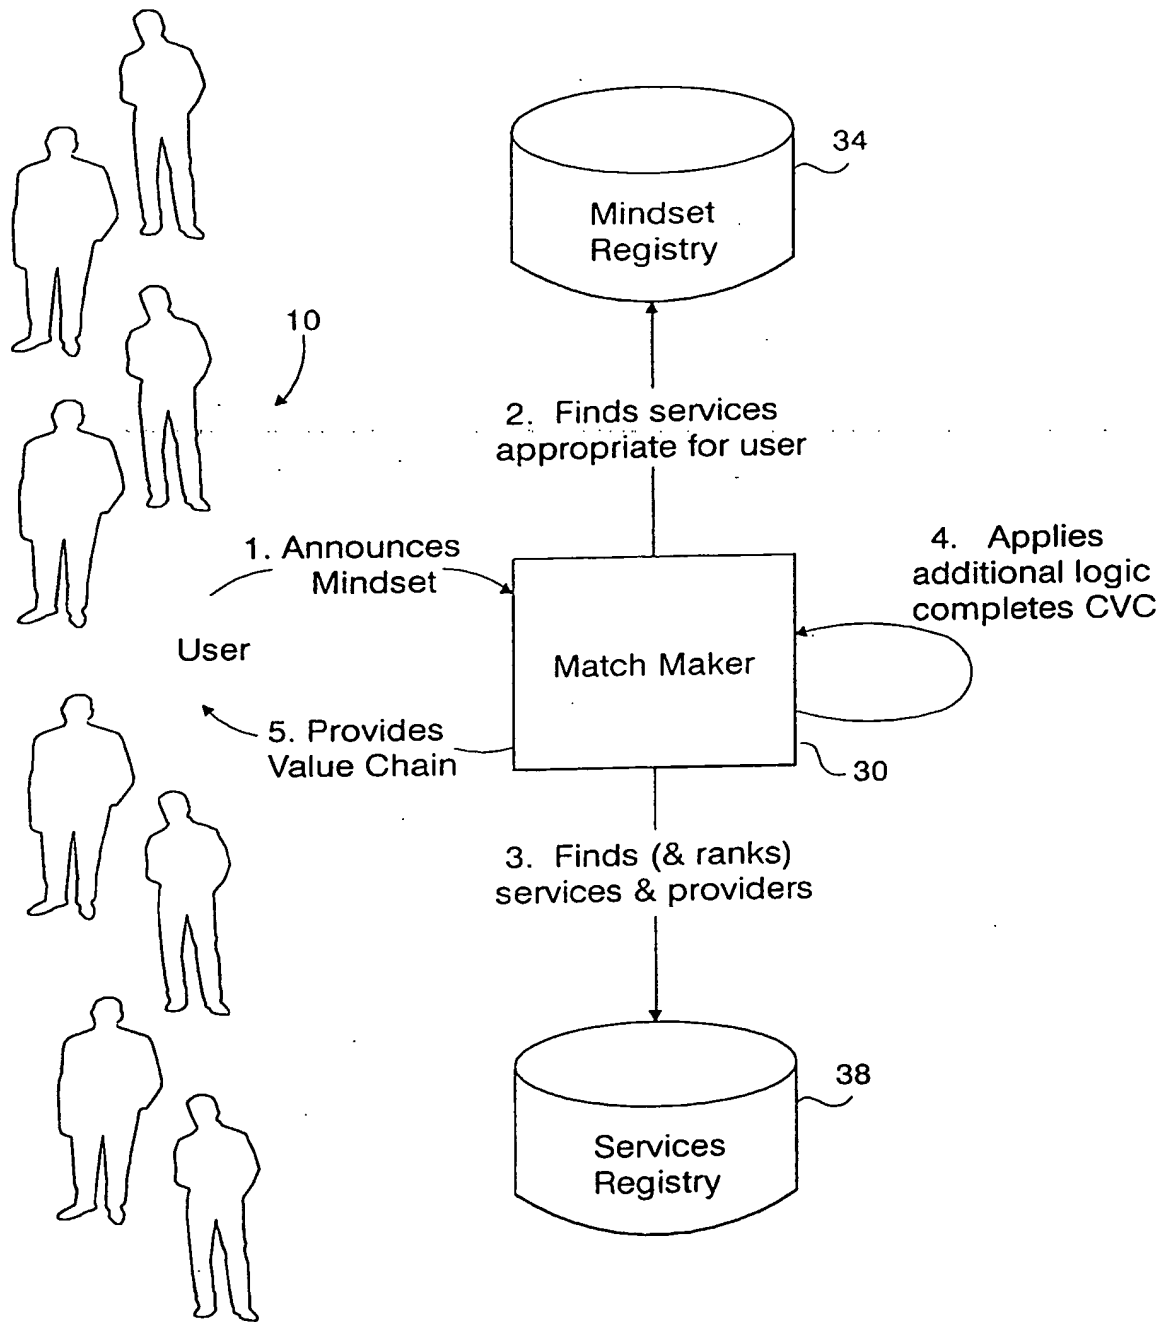 34
Mindset
Registry
10
2. Finds services
appropriate for user
1. Announces
Mindset
4. Applies
additional logic
completes CVC
User
Match Maker
5. Provides
Value Chain
30
3. Finds (& ranks)
services & providers
38
Services
Registry